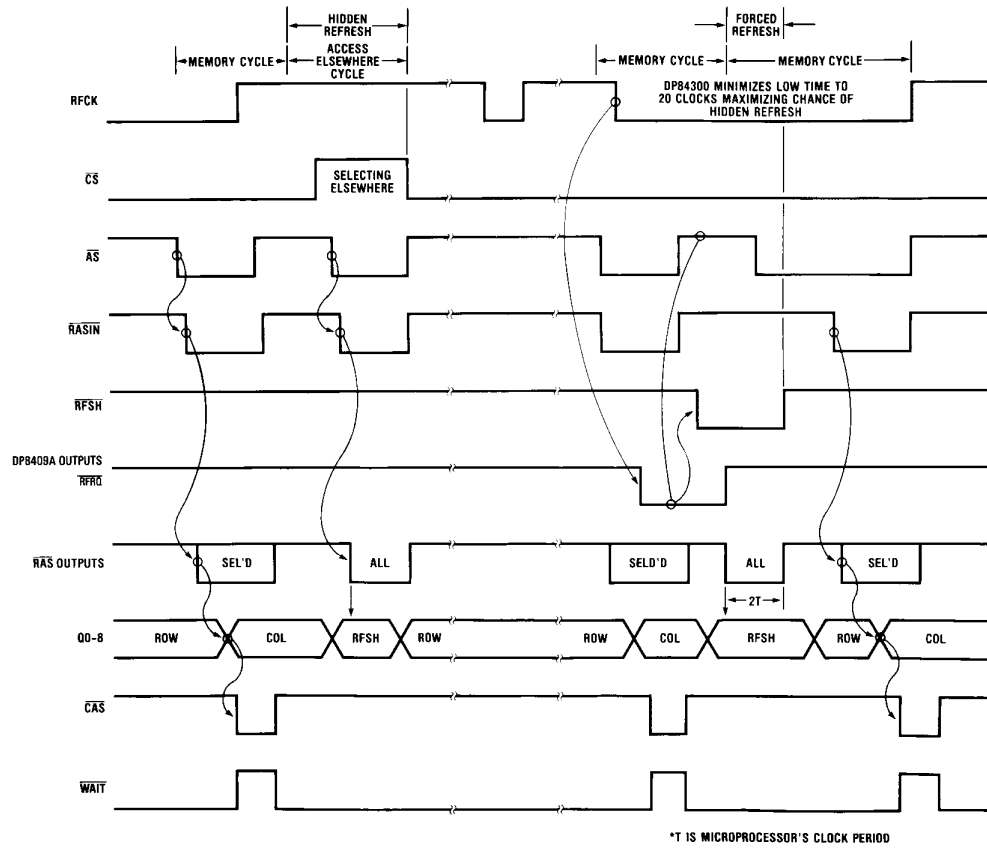 HIDDEN
REFRESH
FORCED
REFRESH
MEMORY CYCLE
ACCESS
ELSEWHERE
CYCLE
MEMORY CYCLE
MEMORY CYCLE
RFCK
DP84300 MINIMIZES LOW TIME TO
20 CLOCKS MAXIMIZING CHANCE OF
HIDDEN REFRESH
CS
SELECTING
ELSEWHERE
AS
RASIN
RFSH
DP8409A OUTPUTS
RFRQ
RAS OUTPUTS
SEL'D
ALL
SELD'D
ALL
SEL'D
2T
Q0-8
ROW
COL
RFSH
ROW
ROW
COL
RFSH
ROW
COL
CAS
WAIT
*T IS MICROPROCESSOR'S CLOCK PERIOD